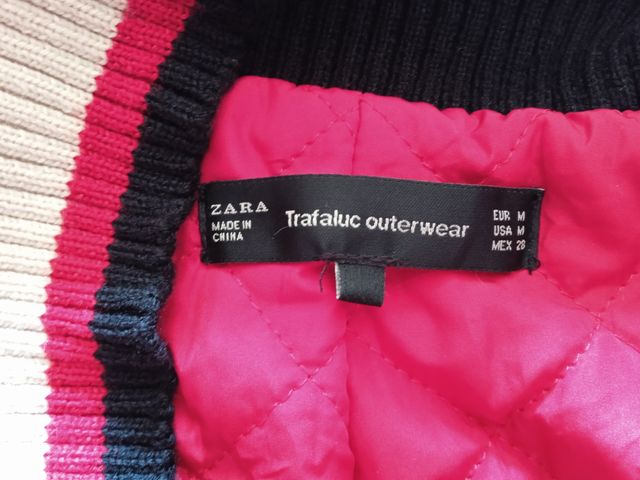 ZARA
MADE IN
CHINA
Trafaluc outerwear
EUR M
USA M
MEX 28